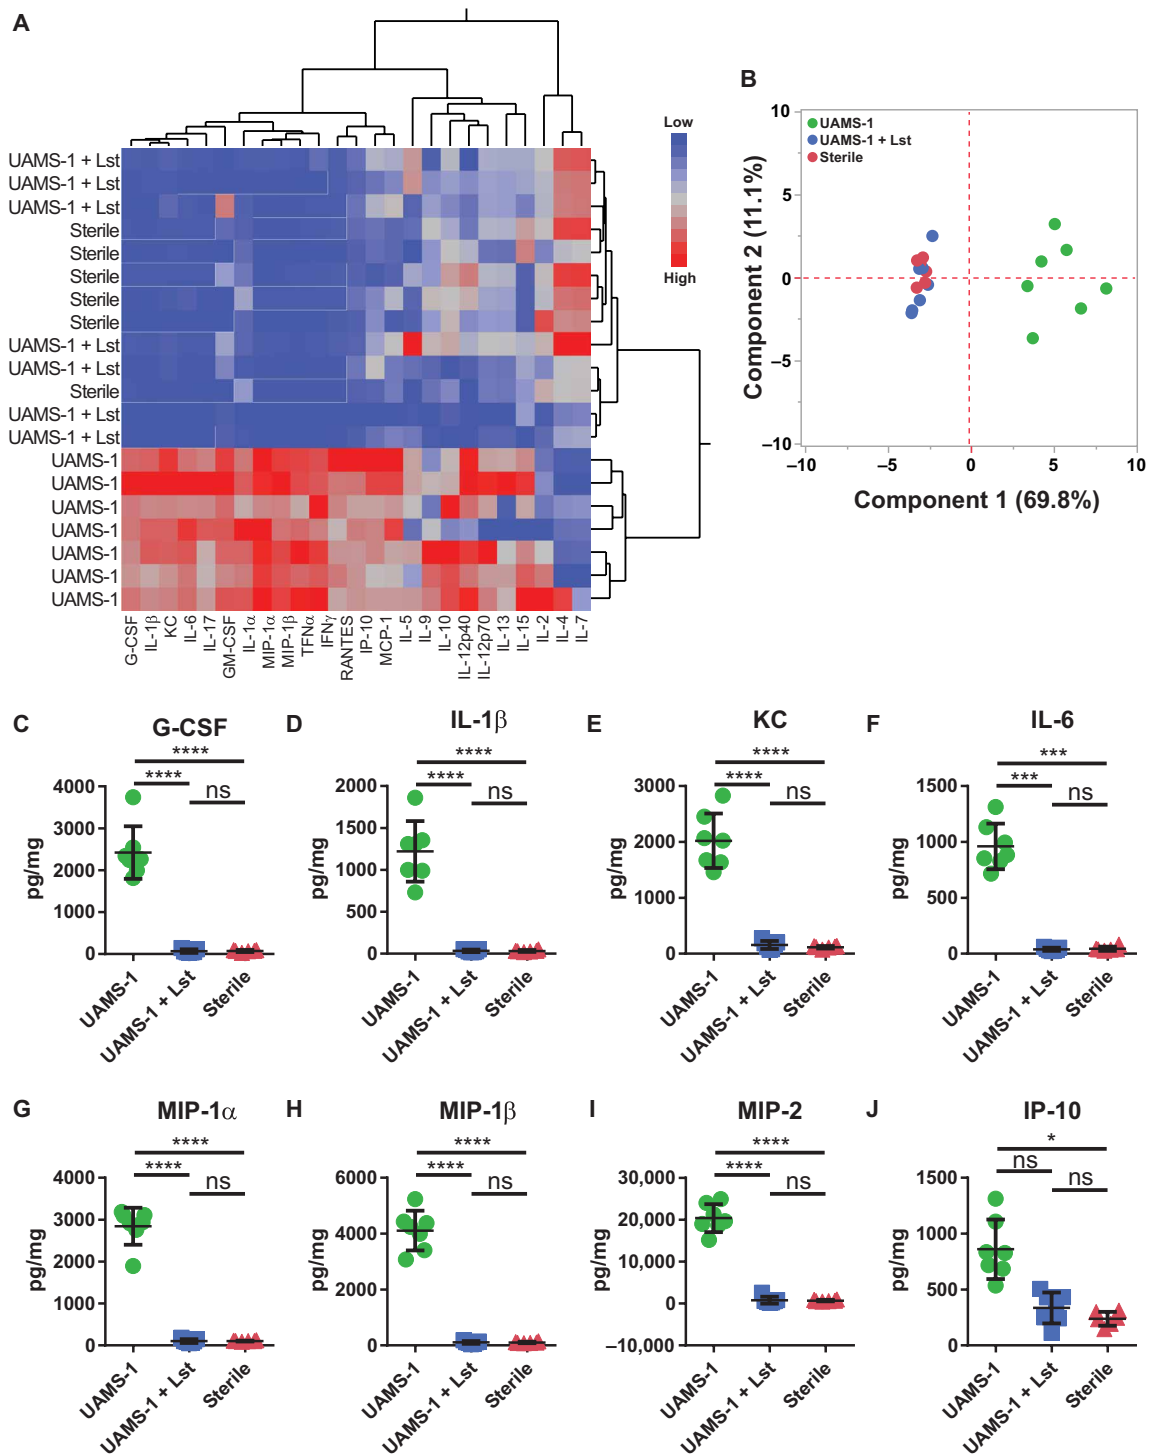 A
B
Low
High
UAMS-1 + Lst
UAMS-1 + Lst
UAMS-1 + Lst
Sterile
Sterile
Sterile
Sterile
Sterile
UAMS-1 + Lst
UAMS-1 + Lst
Sterile
UAMS-1 + Lst
UAMS-1 + Lst
UAMS-1
UAMS-1
UAMS-1
UAMS-1
UAMS-1
UAMS-1
UAMS-1
G-CSF
IL-1β
KC
IL-6
IL-17
GM-CSF
IL-1α
MIP-1α
MIP-1β
TFNα
IFNγ
RANTES
IP-10
MCP-1
IL-5
IL-9
IL-10
IL-12p40
IL-12p70
IL-13
IL-15
IL-2
IL-4
IL-7
UAMS-1
UAMS-1 + Lst
Sterile
Component 2 (11.1%)
10
5
0
–5
–10
–10
–5
0
5
10
Component 1 (69.8%)
C
G-CSF
****
****
ns
pg/mg
4000
3000
2000
1000
0
UAMS-1
UAMS-1 + Lst
Sterile
D
IL-1β
****
****
ns
pg/mg
2000
1500
1000
500
0
UAMS-1
UAMS-1 + Lst
Sterile
E
KC
****
****
ns
pg/mg
3000
2000
1000
0
UAMS-1
UAMS-1 + Lst
Sterile
F
IL-6
***
***
ns
pg/mg
1500
1000
500
0
UAMS-1
UAMS-1 + Lst
Sterile
G
MIP-1α
****
****
ns
pg/mg
4000
3000
2000
1000
0
UAMS-1
UAMS-1 + Lst
Sterile
H
MIP-1β
****
****
ns
pg/mg
6000
4000
2000
0
UAMS-1
UAMS-1 + Lst
Sterile
I
MIP-2
****
****
ns
pg/mg
30,000
20,000
10,000
0
–10,000
UAMS-1
UAMS-1 + Lst
Sterile
J
IP-10
*
ns
ns
pg/mg
1500
1000
500
0
UAMS-1
UAMS-1 + Lst
Sterile